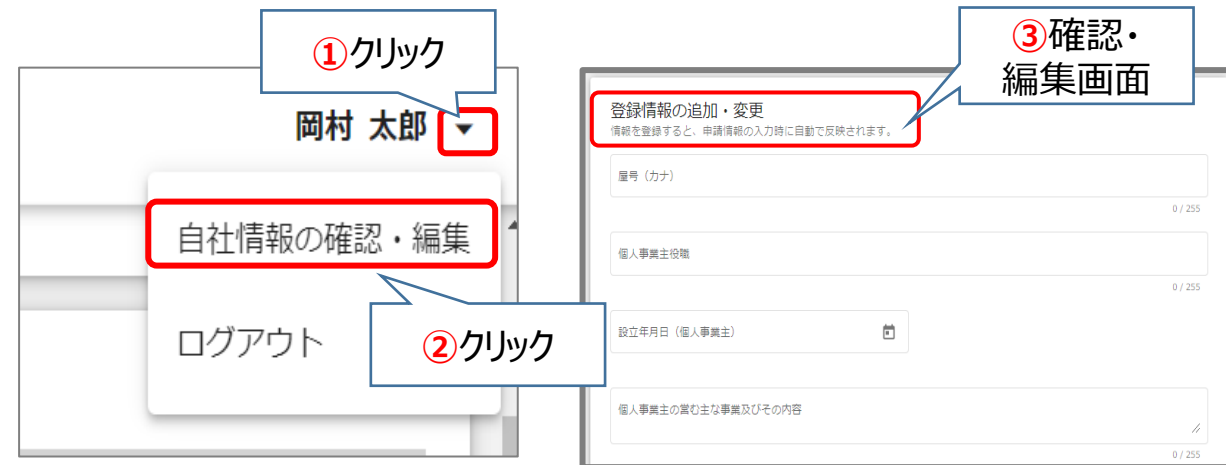 ①クリック
岡村 太郎
自社情報の確認・編集
ログアウト
②クリック
③確認・
編集画面
登録情報の追加・変更
情報を登録すると、申請情報の入力時に自動で反映されます。
屋号（カナ）
0 / 255
個人事業主役職
0 / 255
設立年月日（個人事業主）
個人事業主の営む主な事業及びその内容
0 / 255